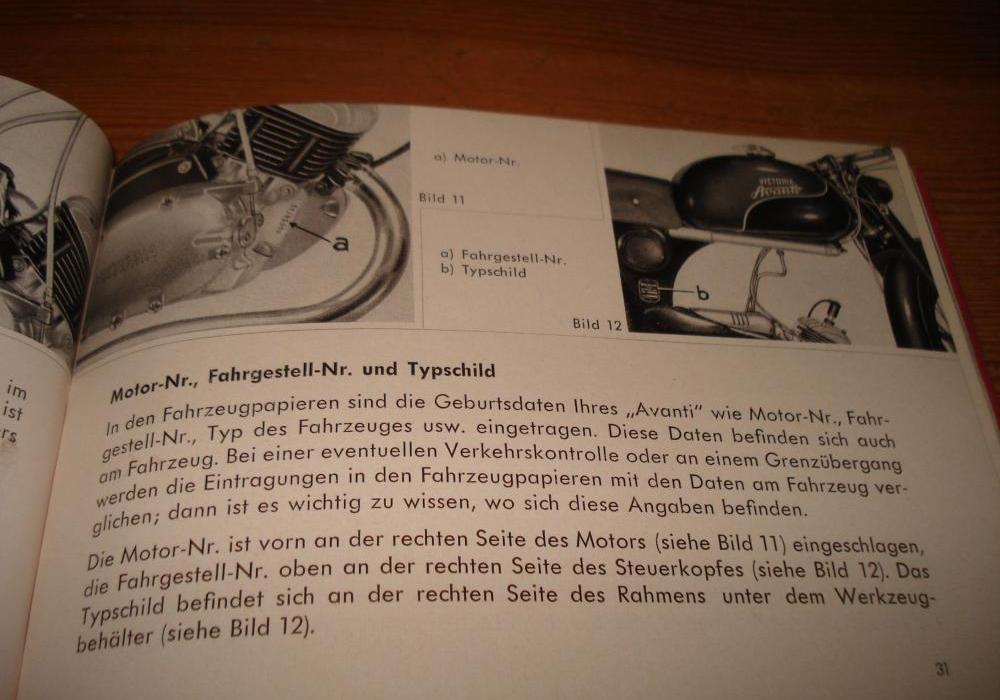 a) Motor-Nr.
Bild 11
a
a) Fahrgestell-Nr.
b) Typschild
Bild 12
VICTORIA
Avanti
b
im
ist
rs
Motor-Nr., Fahrgestell-Nr. und Typschild
In den Fahrzeugpapieren sind die Geburtsdaten Ihres „Avanti“ wie Motor-Nr., Fahr-
gestell-Nr., Typ des Fahrzeuges usw. eingetragen. Diese Daten befinden sich auch
am Fahrzeug. Bei einer eventuellen Verkehrskontrolle oder an einem Grenzübergang
werden die Eintragungen in den Fahrzeugpapieren mit den Daten am Fahrzeug ver-
glichen; dann ist es wichtig zu wissen, wo sich diese Angaben befinden.
Die Motor-Nr. ist vorn an der rechten Seite des Motors (siehe Bild 11) eingeschlagen,
die Fahrgestell-Nr. oben an der rechten Seite des Steuerkopfes (siehe Bild 12). Das
Typschild befindet sich an der rechten Seite des Rahmens unter dem Werkzeug-
behälter (siehe Bild 12).
31